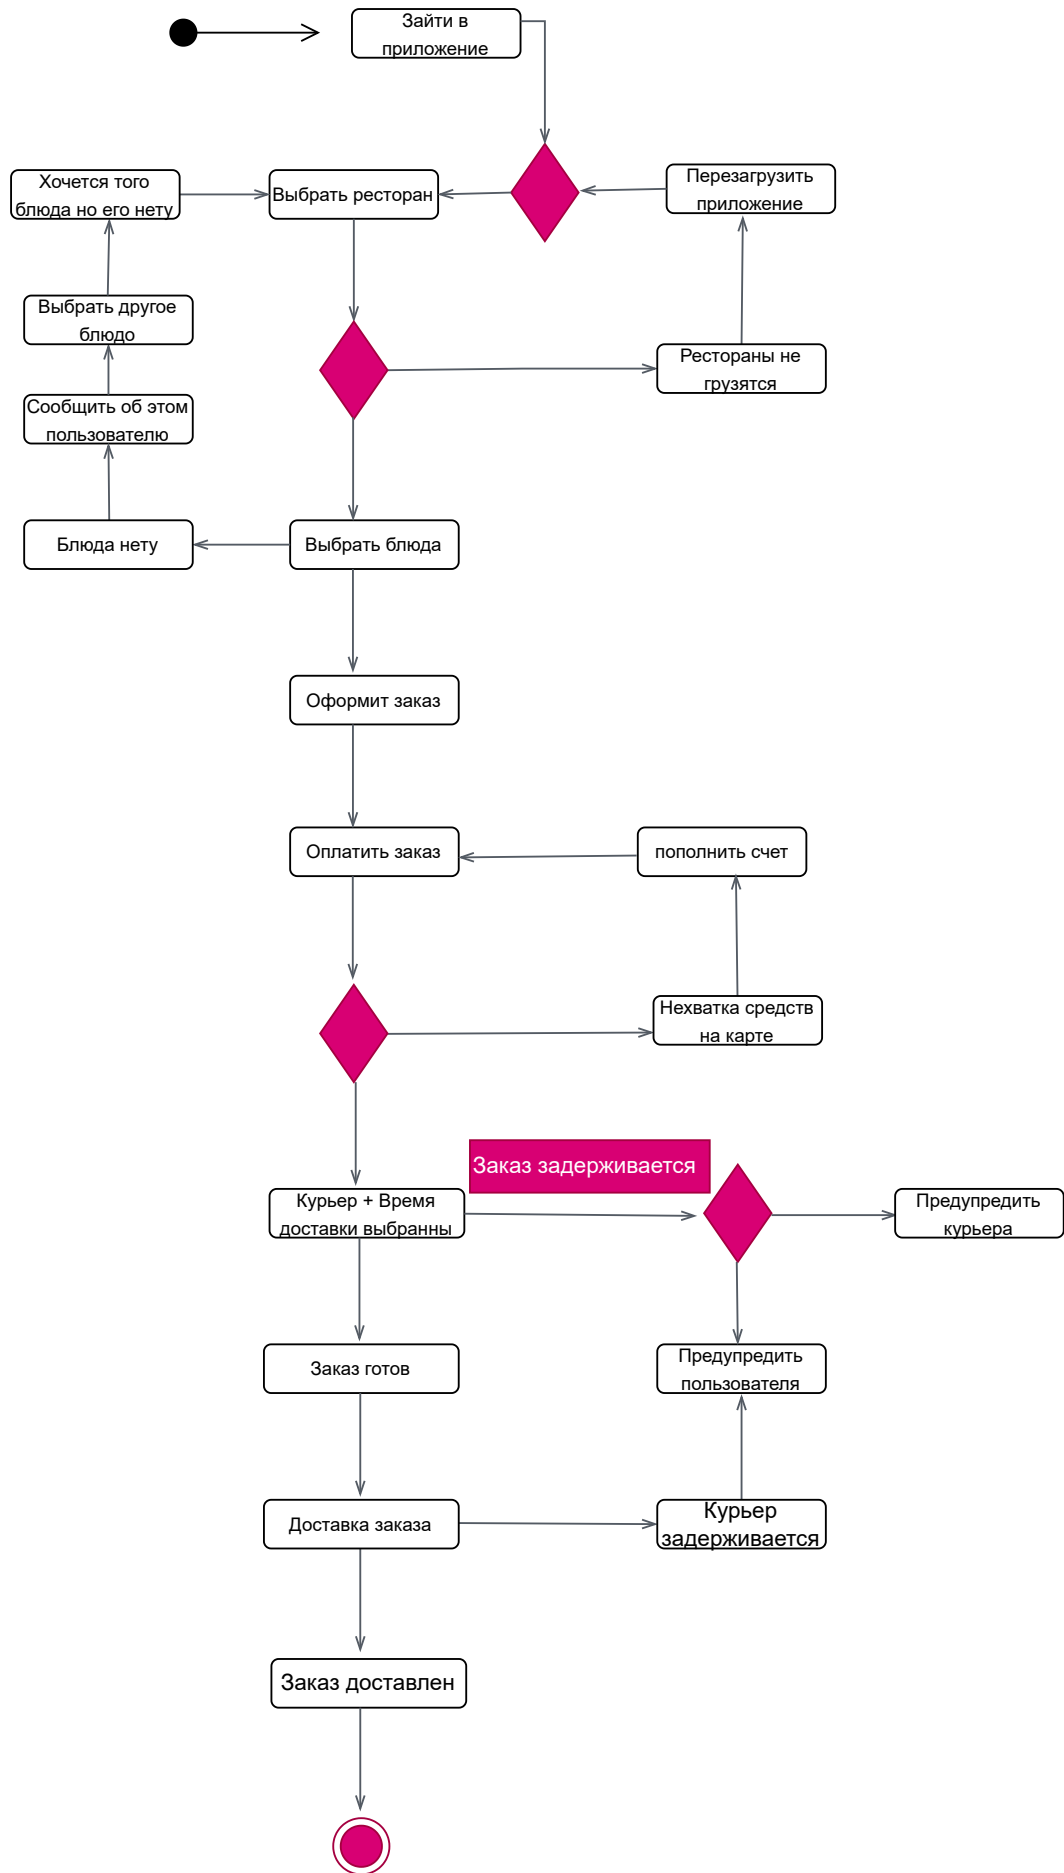 Зайти в
приложение
Хочется того
блюда но его нету
Выбрать ресторан
Перезагрузить
приложение
Выбрать другое
блюдо
Рестораны не
грузятся
Сообщить об этом
пользователю
Блюда нету
Выбрать блюда
Оформит заказ
Оплатить заказ
пополнить счет
Нехватка средств
на карте
Заказ задерживается
Курьер + Время
доставки выбранны
Предупредить
курьера
Заказ готов
Предупредить
пользователя
Доставка заказа
Курьер
задерживается
Заказ доставлен